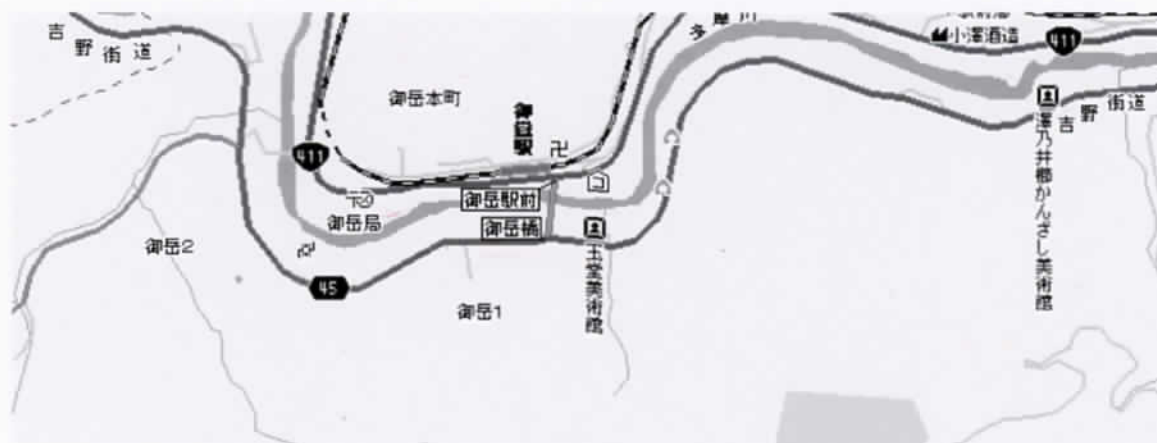 吉野街道
多摩川
小澤酒造
411
御岳本町
御嶽駅
卍
411
澤乃井櫛かんざし美術館
吉野街道
御岳駅前
御岳局
御岳橋
御岳2
玉堂美術館
45
御岳1